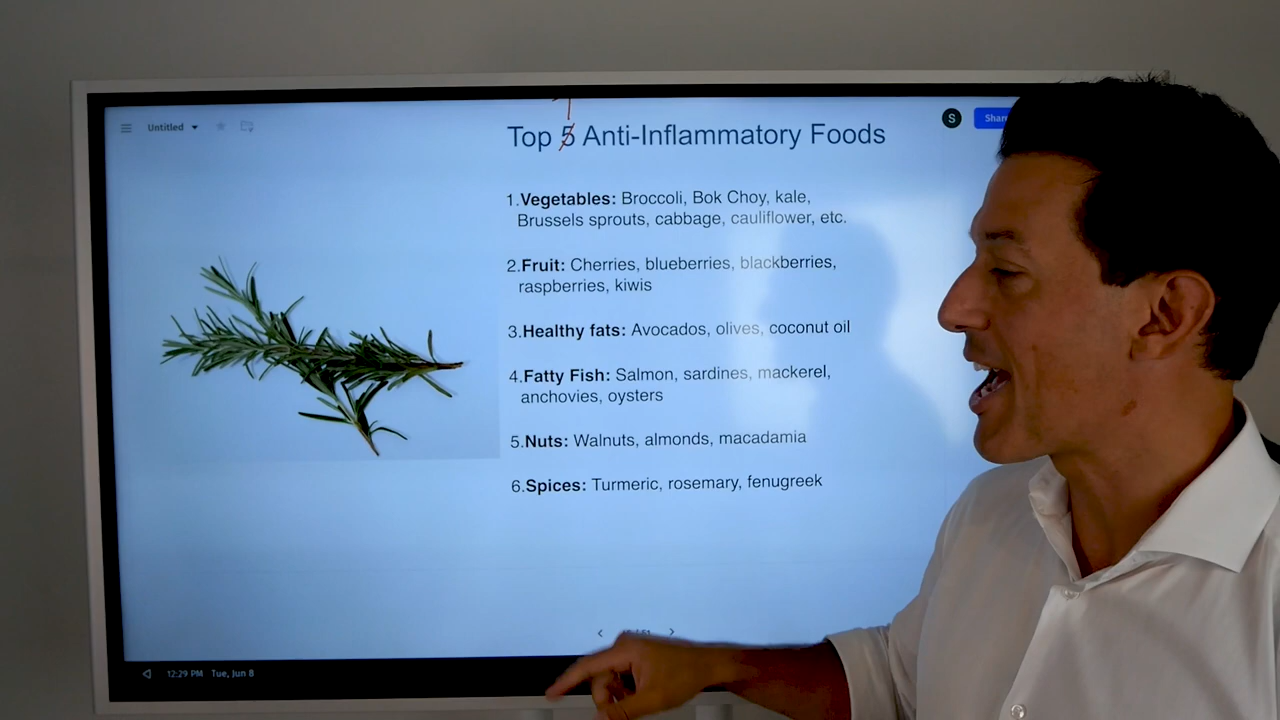 Untitled
Top 5 Anti-Inflammatory Foods
S
1.Vegetables: Broccoli, Bok Choy, kale,
Brussels sprouts, cabbage, cauliflower, etc.
2.Fruit: Cherries, blueberries, blackberries,
raspberries, kiwis
3.Healthy fats: Avocados, olives, coconut oil
4.Fatty Fish: Salmon, sardines, mackerel,
anchovies, oysters
5.Nuts: Walnuts, almonds, macadamia
6.Spices: Turmeric, rosemary, fenugreek
12:29 PM Tue, Jun 8